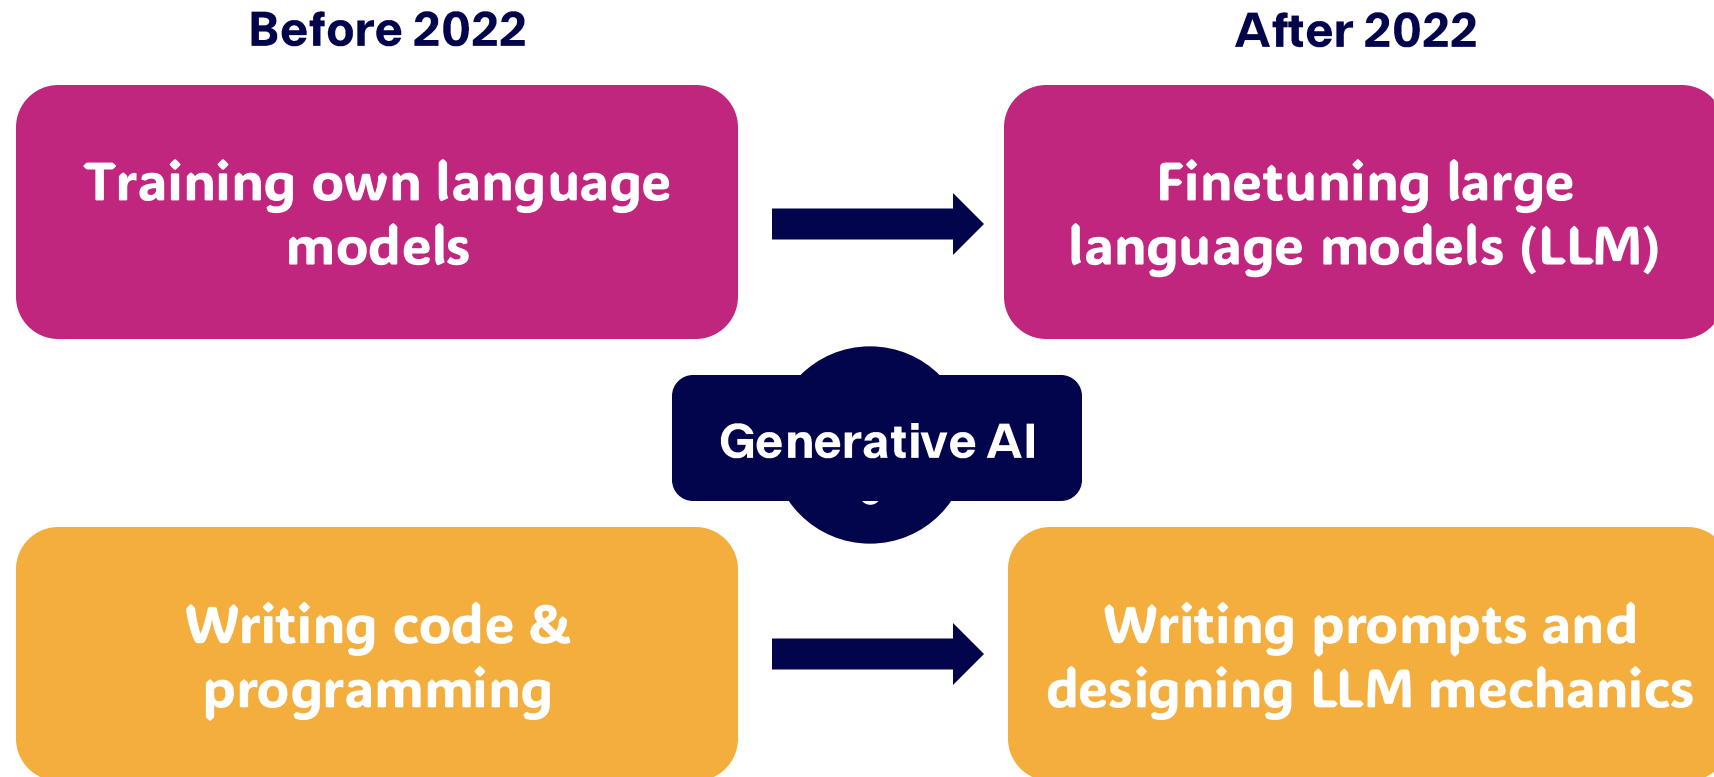 Before 2022
After 2022
Training own language
models
Finetuning large
language models (LLM)
Generative AI
Writing code &
programming
Writing prompts and
designing LLM mechanics